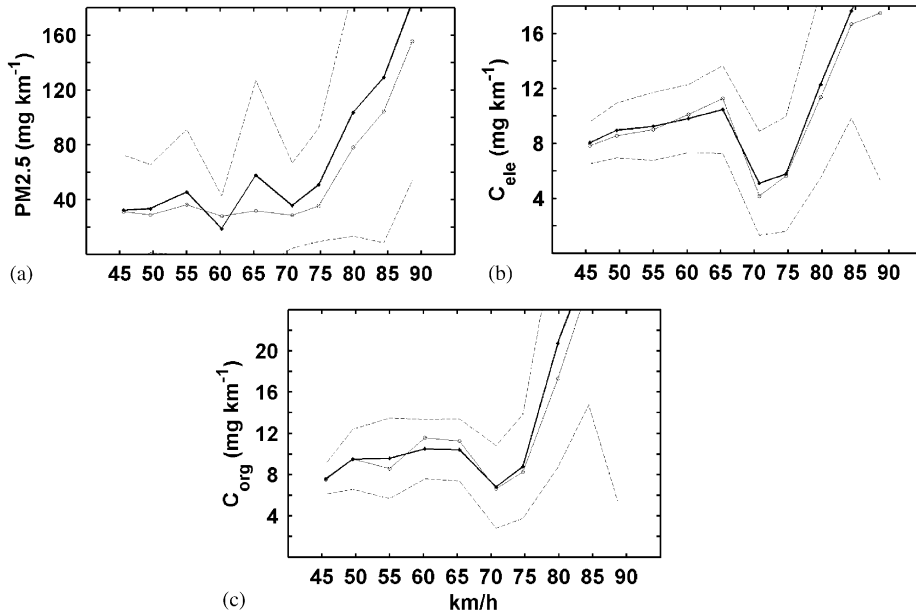 160
120
80
40
PM2.5 (mg km⁻¹)
45 50 55 60 65 70 75 80 85 90
(a)
16
12
8
4
C_ele (mg km⁻¹)
45 50 55 60 65 70 75 80 85 90
(b)
20
16
12
8
4
C_org (mg km⁻¹)
45 50 55 60 65 70 75 80 85 90
(c)
km/h